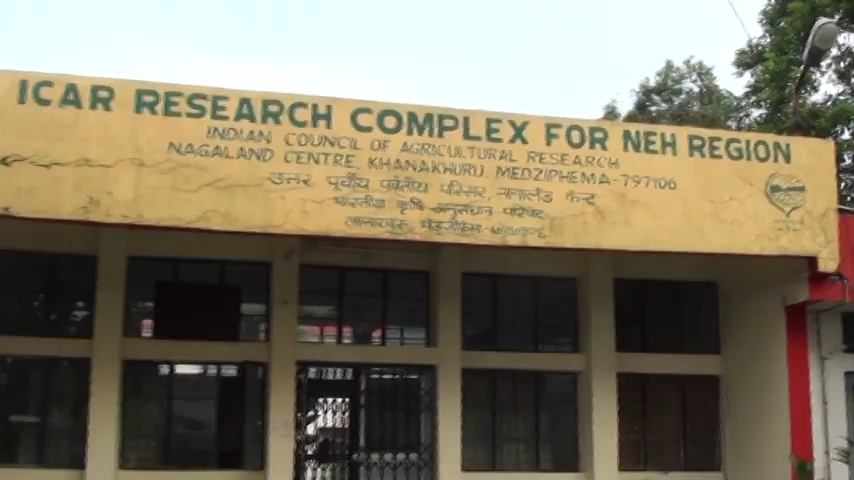 ICAR RESEARCH COMPLEX FOR NEH REGION
INDIAN COUNCIL OF AGRICULTURAL RESEARCH
NAGALAND CENTRE, KHANAKHURU, MEDZIPHEMA-797106
उत्तर पूर्वीय पर्वतीय परिसर, नागालैंड केन्द्र
भारतीय कृषि अनुसंधान परिषद